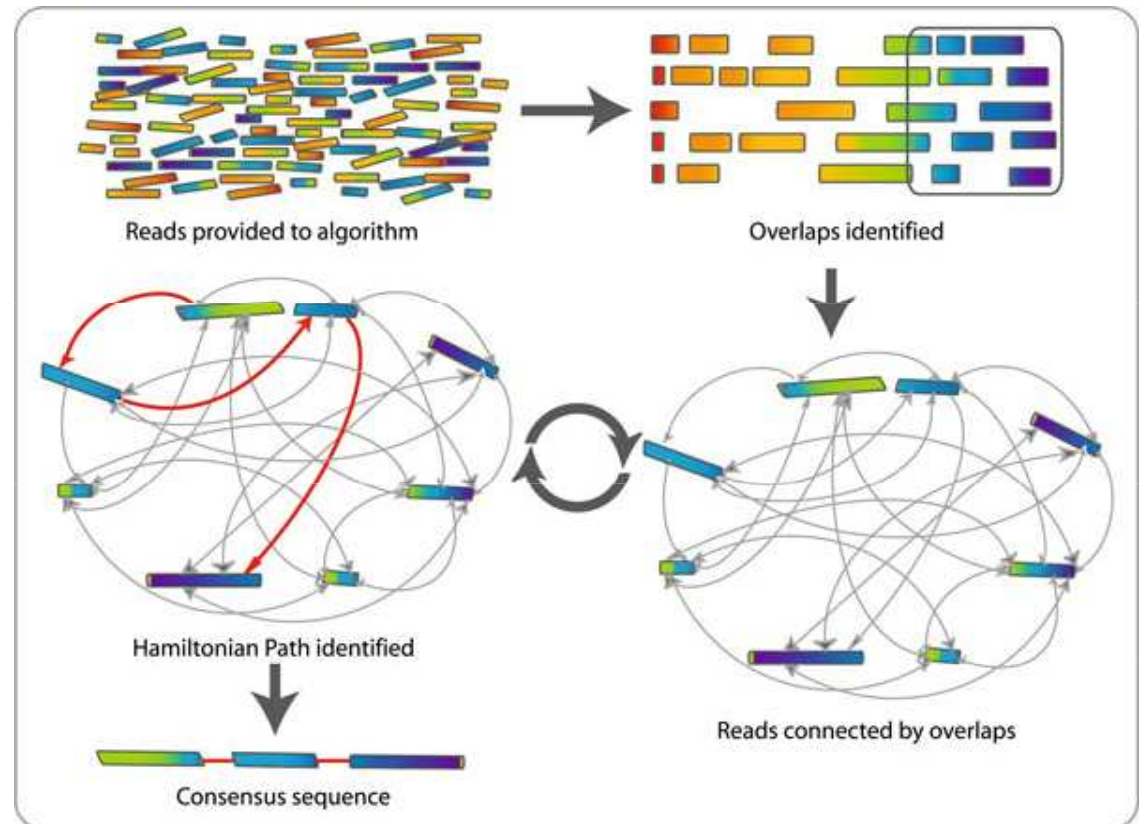 Reads provided to algorithm
Overlaps identified
Hamiltonian Path identified
Reads connected by overlaps
Consensus sequence